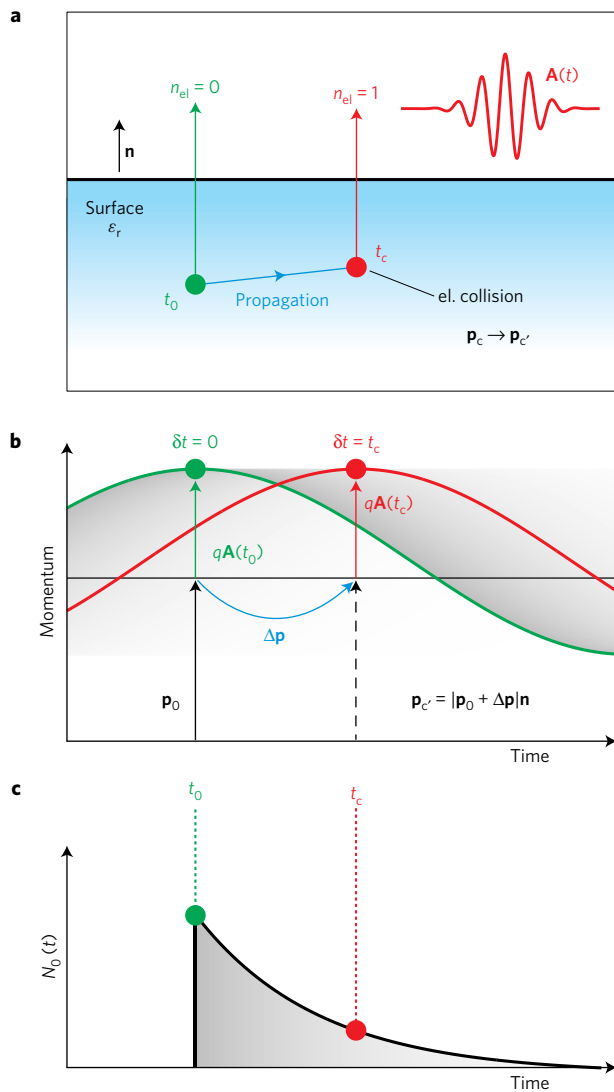 a
n_el = 0
n_el = 1
A(t)
n
Surface
ε_r
t_0
Propagation
t_c
el. collision
p_c → p_c′
b
δt = 0
δt = t_c
qA(t_0)
qA(t_c)
Momentum
Δp
p_0
p_c′ = |p_0 + Δp|n
Time
c
t_0
t_c
N_0 (t)
Time